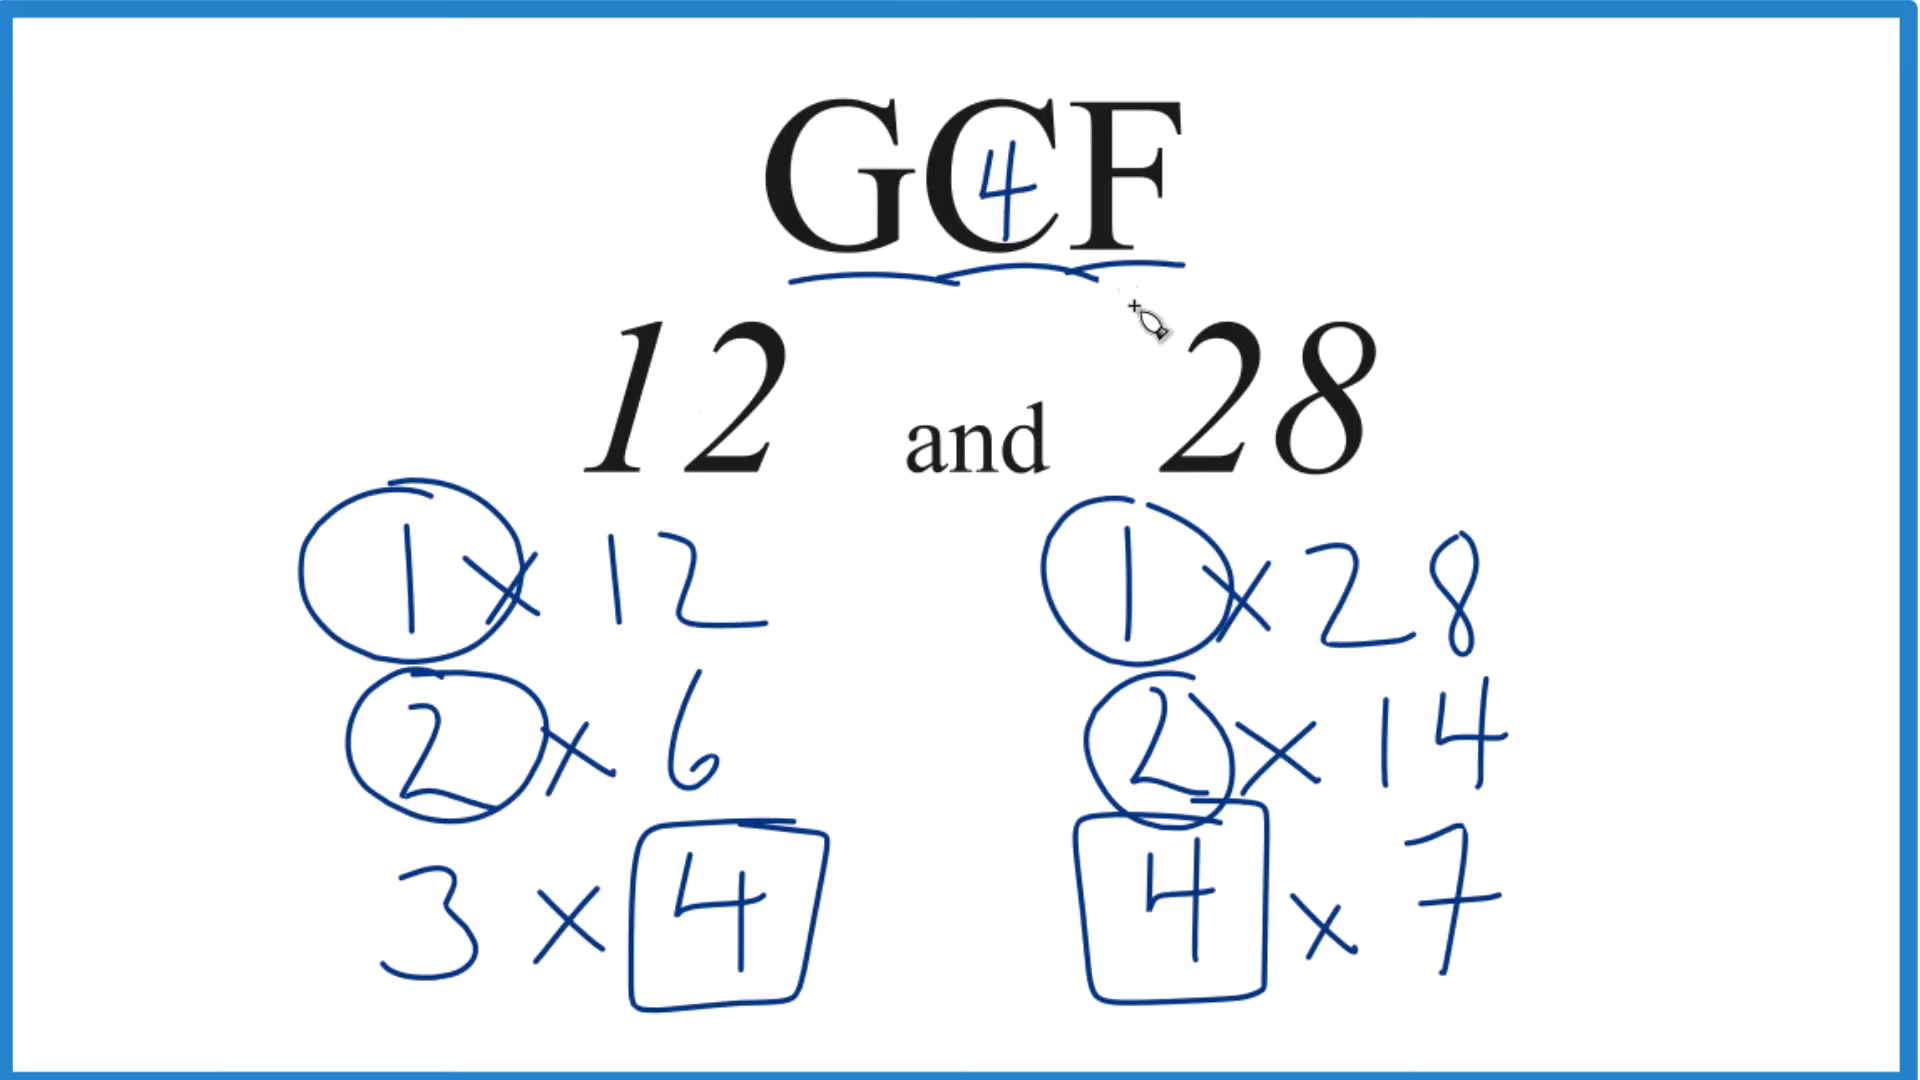 GCF
4
12 and 28
1 x 12 1 x 28
2 x 6 2 x 14
3 x 4 4 x 7